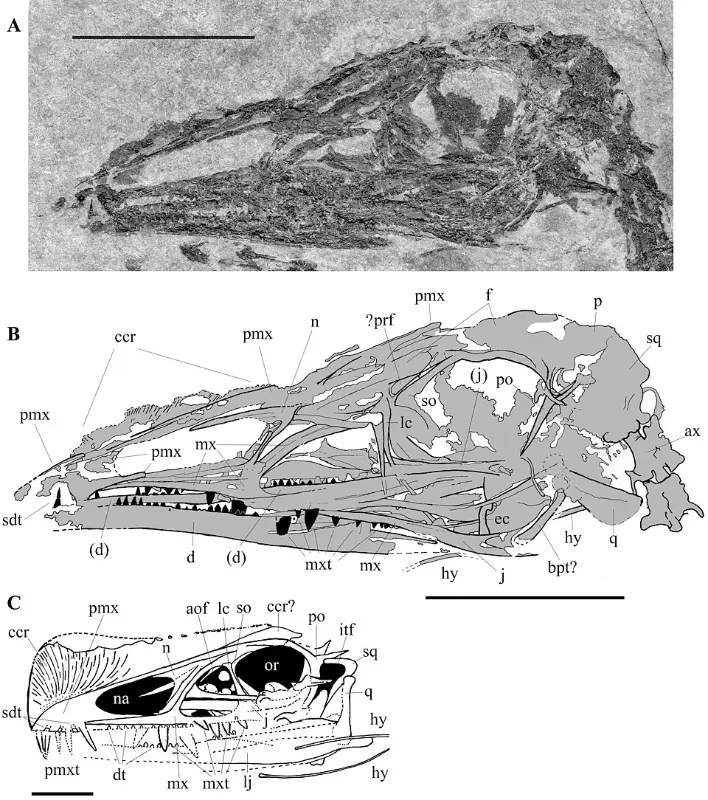 A
B
ccr
pmx
n
?prf
pmx
f
p
sq
pmx
pmx
mx
so
(j)
po
lc
ax
sdt
(d)
d
(d)
mxt
mx
ec
hy
j
bpt?
hy
q
C
ccr
pmx
n
aof
lc
so
ccr?
po
itf
sq
or
na
q
sdt
j
hy
pmxt
dt
mx
mxt
lj
hy